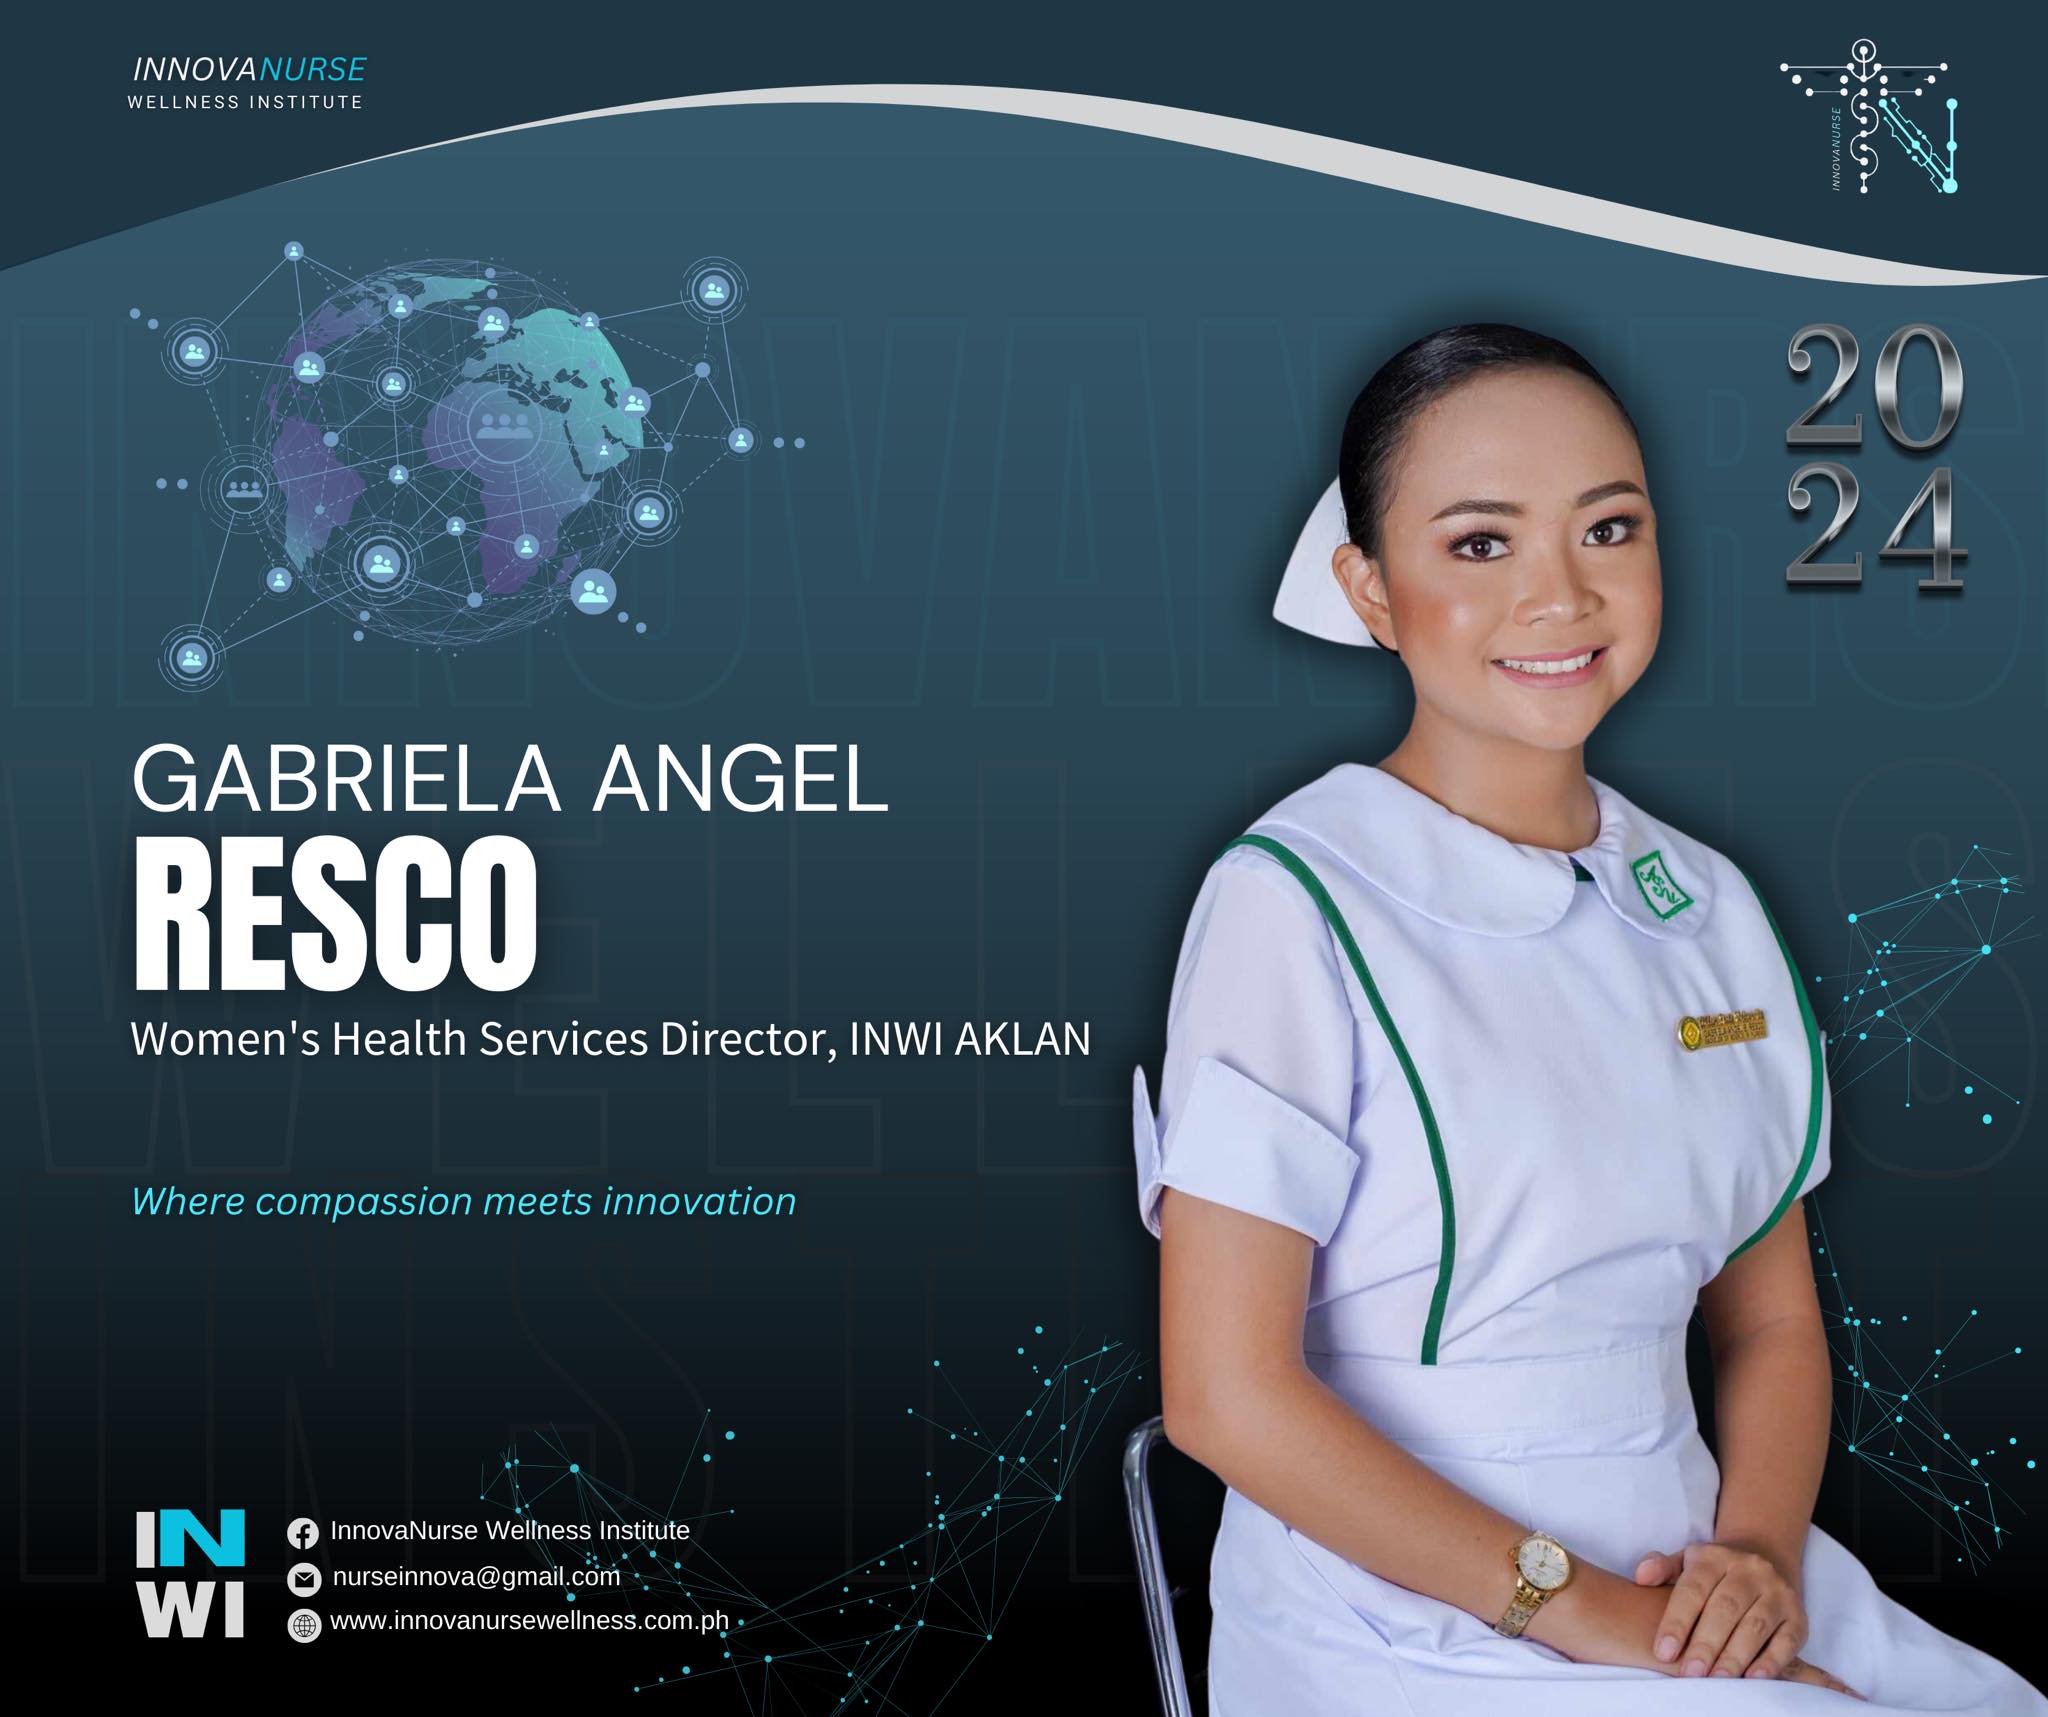 INNOVANURSE
WELLNESS INSTITUTE
INNOVANURSE
20
24
GABRIELA ANGEL
RESCO
Women's Health Services Director, INWI AKLAN
Where compassion meets innovation
IN
WI
InnovaNurse Wellness Institute
nurseinnova@gmail.com
www.innovanursewellness.com.ph